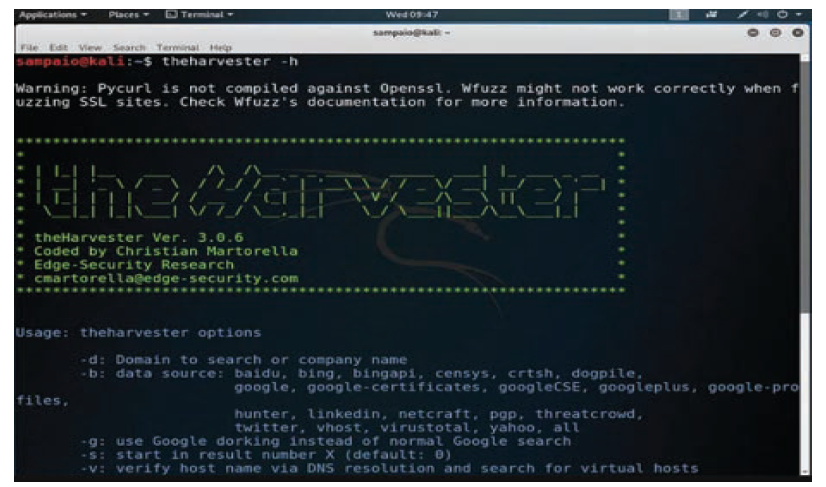 Applications Places Terminal Wed 09:47 1
sampaio@kali: ~
File Edit View Search Terminal Help
sampaio@kali:~$ theharvester -h
Warning: Pycurl is not compiled against Openssl. Wfuzz might not work correctly when f
uzzing SSL sites. Check Wfuzz's documentation for more information.
*******************************************************************
theHarvester
* theHarvester Ver. 3.0.6 *
* Coded by Christian Martorella *
* Edge-Security Research *
* cmartorella@edge-security.com *
*******************************************************************
Usage: theharvester options
-d: Domain to search or company name
-b: data source: baidu, bing, bingapi, censys, crtsh, dogpile,
google, google-certificates, googleCSE, googleplus, google-pro
files,
hunter, linkedin, netcraft, pgp, threatcrowd,
twitter, vhost, virustotal, yahoo, all
-g: use Google dorking instead of normal Google search
-s: start in result number X (default: 0)
-v: verify host name via DNS resolution and search for virtual hosts